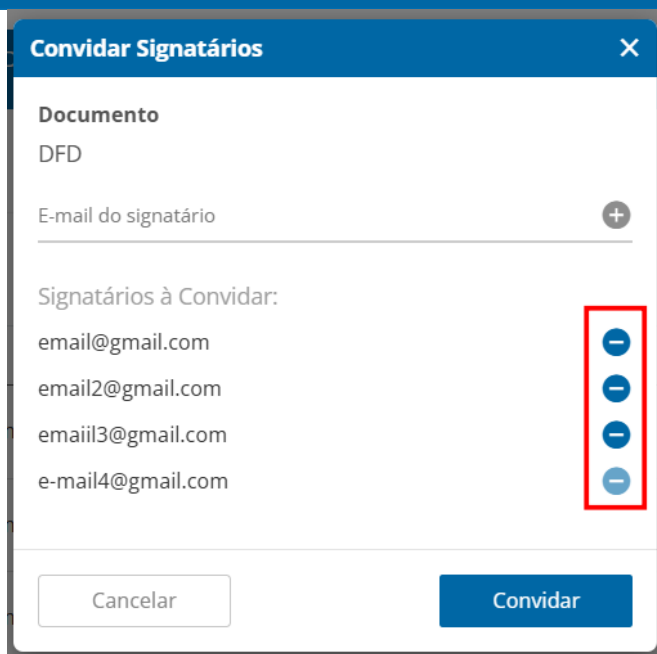 Convidar Signatários
Documento
DFD
E-mail do signatário
Signatários à Convidar:
email@gmail.com
email2@gmail.com
emaiil3@gmail.com
e-mail4@gmail.com
Cancelar
Convidar